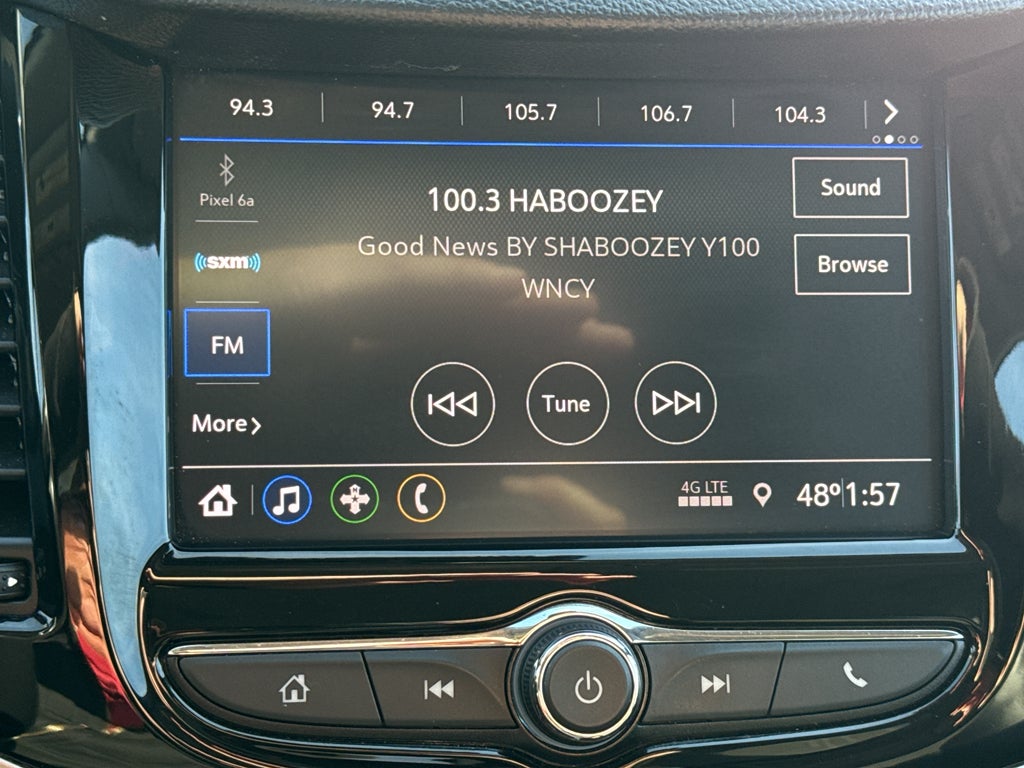 94.3 94.7 105.7 106.7 104.3
Pixel 6a
100.3 HABOOZEY
Sound
Good News BY SHABOOZEY Y100
WNCY
sxm
Browse
FM
Tune
More
4G LTE
48º 1:57